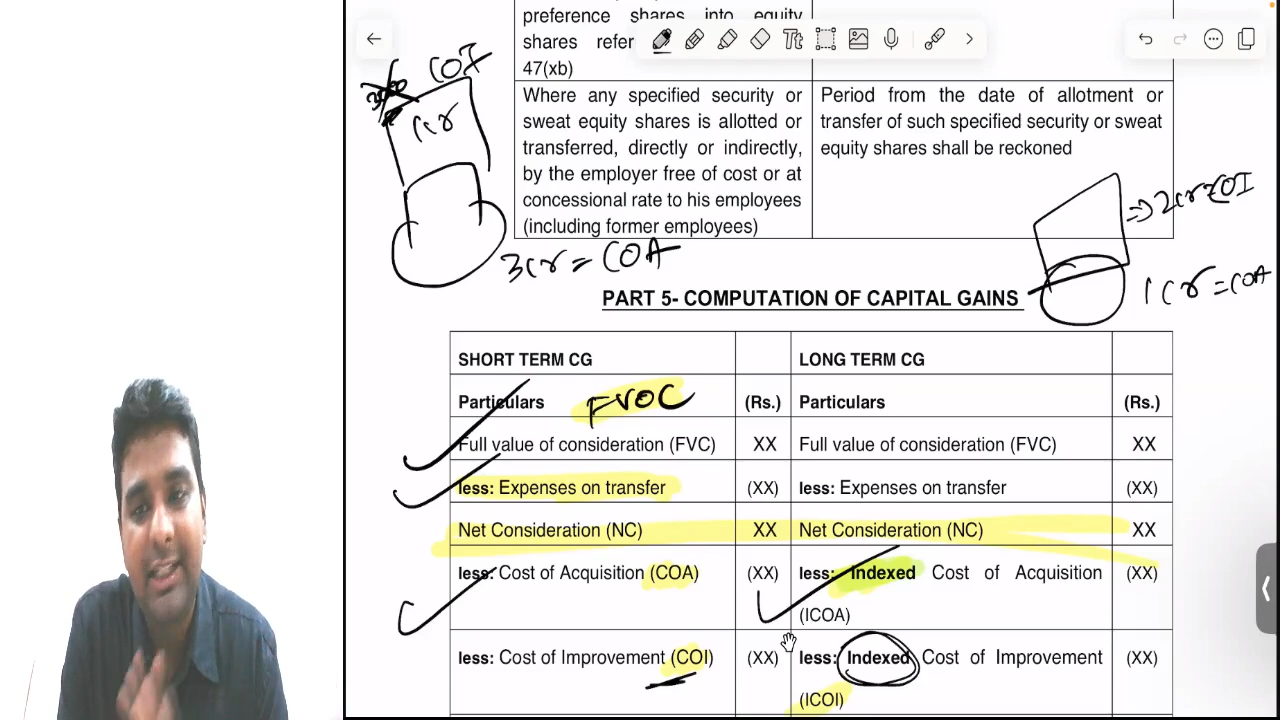 preference shares into equity
shares refer
47(xb)
Where any specified security or
sweat equity shares is allotted or
transferred, directly or indirectly,
by the employer free of cost or at
concessional rate to his employees
(including former employees)
Period from the date of allotment or
transfer of such specified security or sweat
equity shares shall be reckoned
Tt
COI
1cr
3cr = COA
=> 2cr = COI
1cr = COA
PART 5- COMPUTATION OF CAPITAL GAINS
SHORT TERM CG
LONG TERM CG
Particulars
FVOC
(Rs.)
Particulars
(Rs.)
Full value of consideration (FVC)
XX
Full value of consideration (FVC)
XX
less: Expenses on transfer
(XX)
less: Expenses on transfer
(XX)
Net Consideration (NC)
XX
Net Consideration (NC)
XX
less: Cost of Acquisition (COA)
(XX)
less: Indexed Cost of Acquisition
(ICOA)
(XX)
less: Cost of Improvement (COI)
(XX)
less: Indexed Cost of Improvement
(ICOI)
(XX)